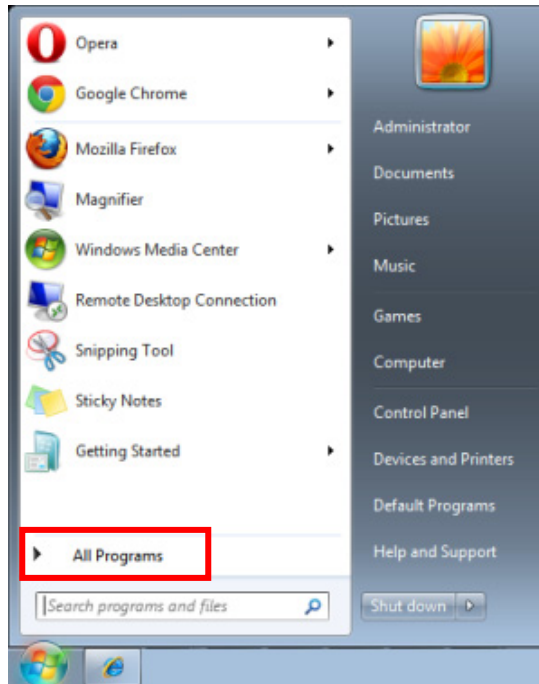 Opera
Google Chrome
Mozilla Firefox
Magnifier
Windows Media Center
Remote Desktop Connection
Snipping Tool
Sticky Notes
Getting Started
All Programs
Search programs and files
Administrator
Documents
Pictures
Music
Games
Computer
Control Panel
Devices and Printers
Default Programs
Help and Support
Shut down